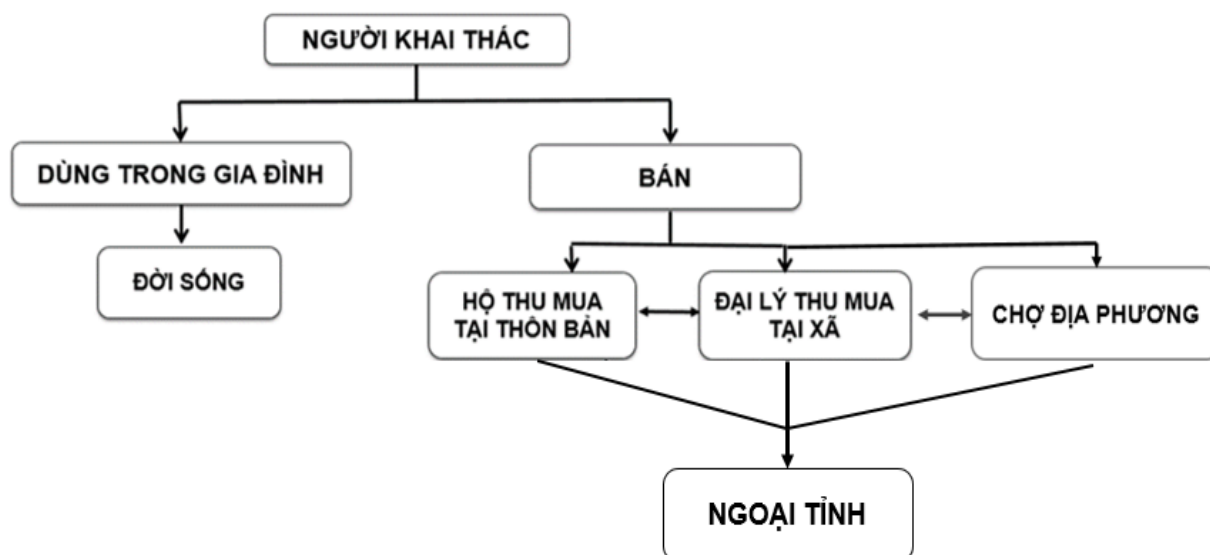 NGƯỜI KHAI THÁC
DÙNG TRONG GIA ĐÌNH
BÁN
ĐỜI SỐNG
HỘ THU MUA
TẠI THÔN BẢN
ĐẠI LÝ THU MUA
TẠI XÃ
CHỢ ĐỊA PHƯƠNG
NGOẠI TỈNH